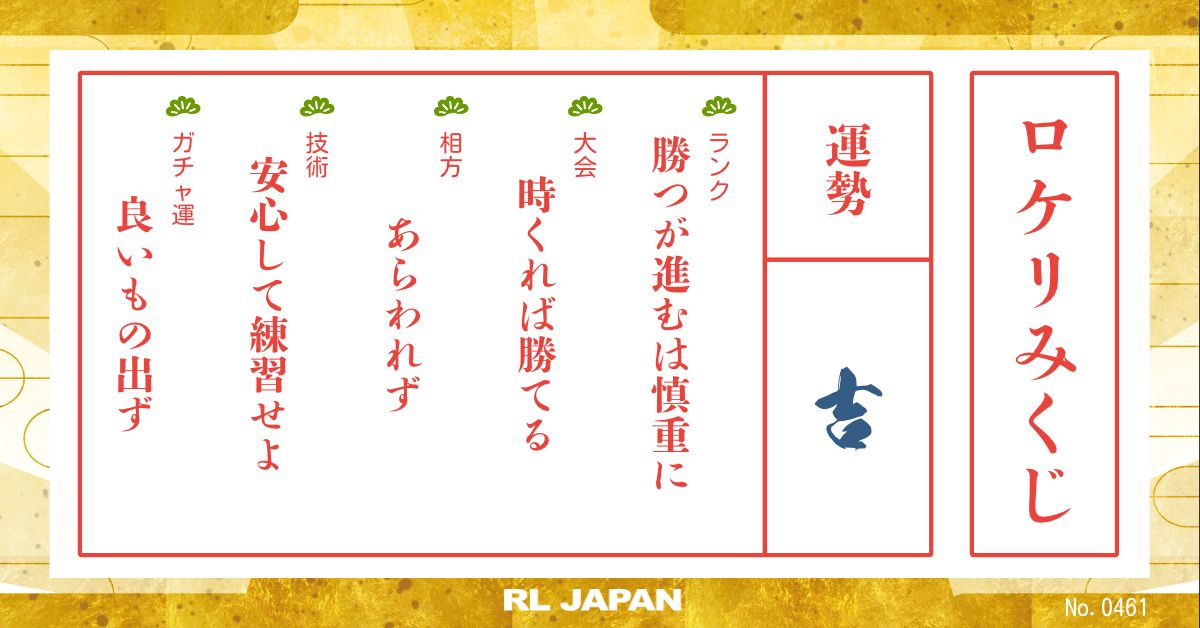 ロケリみくじ
運勢
吉
ランク
勝つが進むは慎重に
大会
時くれば勝てる
相方
あらわれず
技術
安心して練習せよ
ガチャ運
良いもの出ず
RL JAPAN
No. 0461